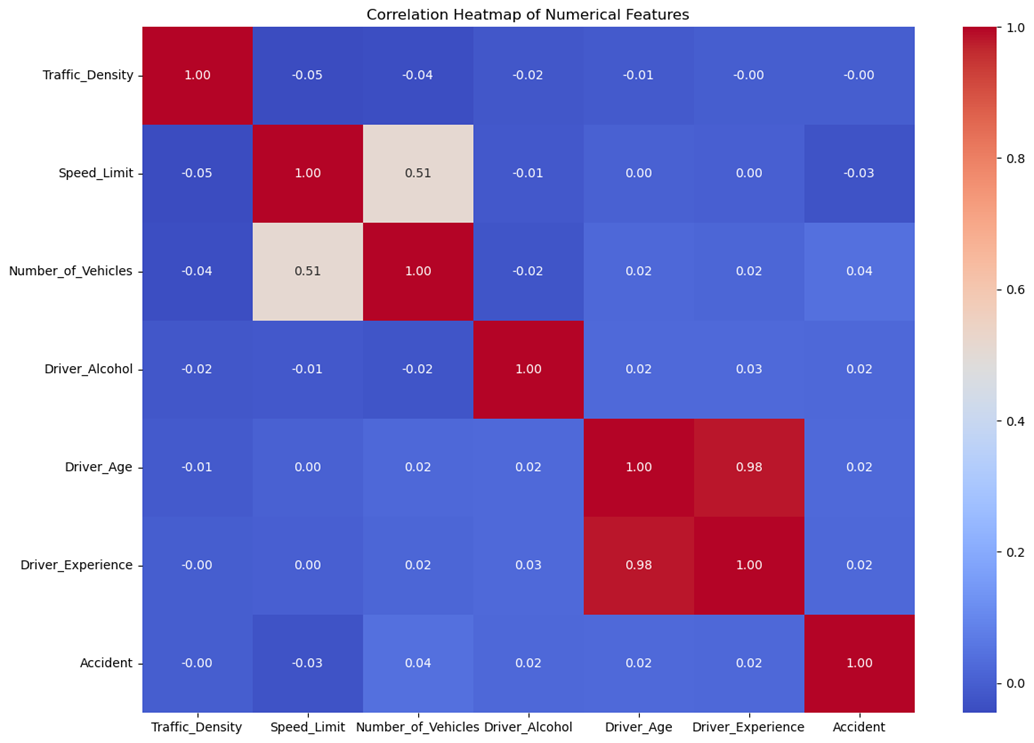 Correlation Heatmap of Numerical Features
Traffic_Density 1.00 -0.05 -0.04 -0.02 -0.01 -0.00 -0.00
Speed_Limit -0.05 1.00 0.51 -0.01 0.00 0.00 -0.03
Number_of_Vehicles -0.04 0.51 1.00 -0.02 0.02 0.02 0.04
Driver_Alcohol -0.02 -0.01 -0.02 1.00 0.02 0.03 0.02
Driver_Age -0.01 0.00 0.02 0.02 1.00 0.98 0.02
Driver_Experience -0.00 0.00 0.02 0.03 0.98 1.00 0.02
Accident -0.00 -0.03 0.04 0.02 0.02 0.02 1.00
Traffic_Density Speed_Limit Number_of_Vehicles Driver_Alcohol Driver_Age Driver_Experience Accident
1.0
0.8
0.6
0.4
0.2
0.0